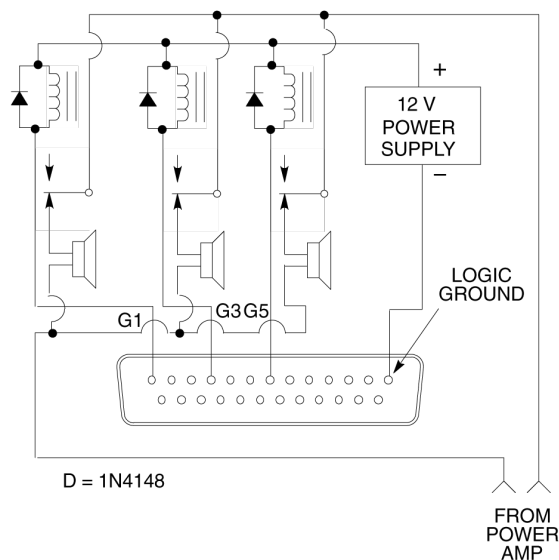 +
12 V
POWER
SUPPLY
–
LOGIC
GROUND
G1
G3
G5
D = 1N4148
FROM
POWER
AMP